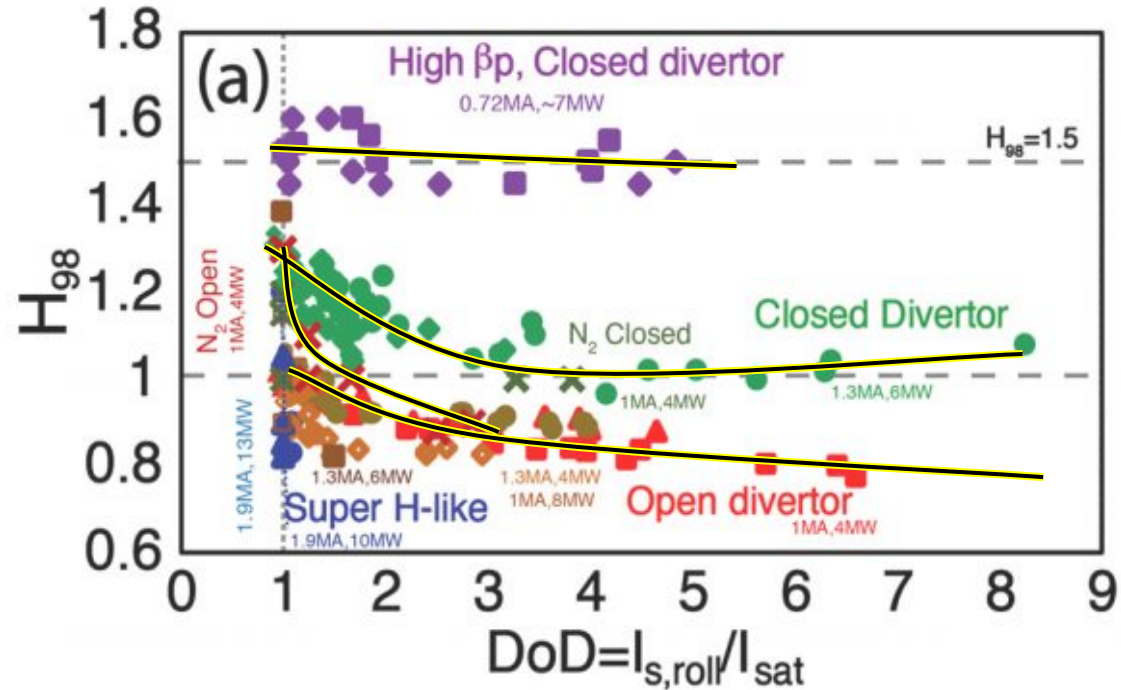 1.8
1.6
1.4
1.2
1
0.8
0.6
H98
(a)
High βp, Closed divertor
0.72MA,~7MW
H98=1.5
N2 Open
1MA,4MW
Closed Divertor
1.3MA,6MW
N2 Closed
1MA,4MW
1.9MA,13MW
1.3MA,6MW
1.3MA,4MW
1MA,8MW
Super H-like
1.9MA,10MW
Open divertor
1MA,4MW
0 1 2 3 4 5 6 7 8 9
DoD=Is,roll/Isat